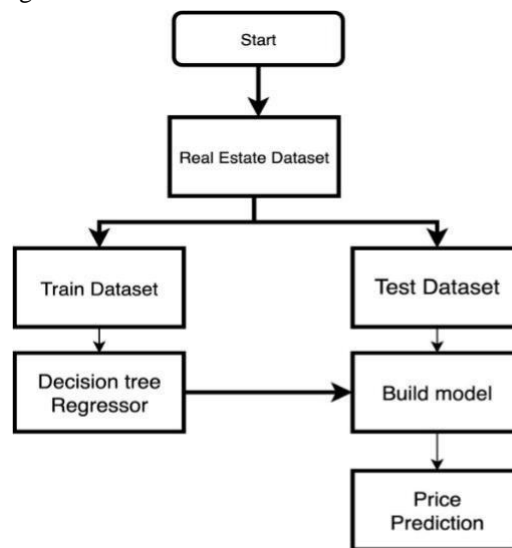 Start
Real Estate Dataset
Train Dataset
Test Dataset
Decision tree
Regressor
Build model
Price
Prediction